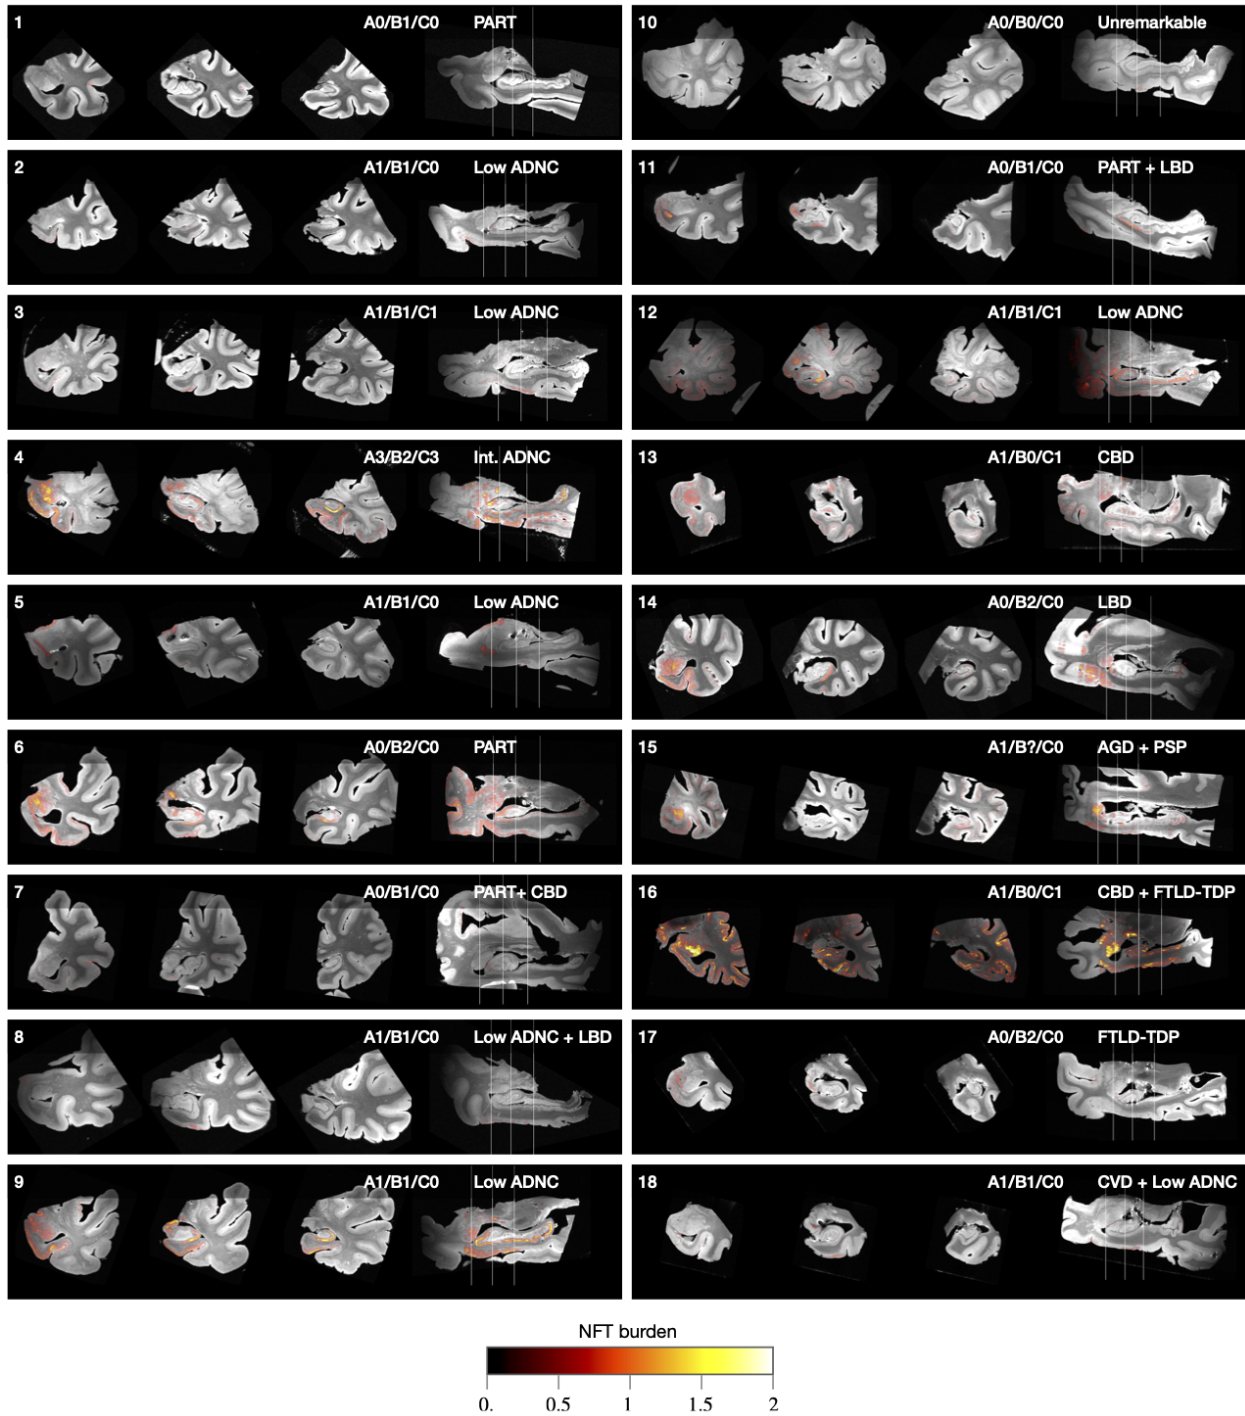 1 A0/B1/C0 PART
2 A1/B1/C0 Low ADNC
3 A1/B1/C1 Low ADNC
4 A3/B2/C3 Int. ADNC
5 A1/B1/C0 Low ADNC
6 A0/B2/C0 PART
7 A0/B1/C0 PART+ CBD
8 A1/B1/C0 Low ADNC + LBD
9 A1/B1/C0 Low ADNC
10 A0/B0/C0 Unremarkable
11 A0/B1/C0 PART + LBD
12 A1/B1/C1 Low ADNC
13 A1/B0/C1 CBD
14 A0/B2/C0 LBD
15 A1/B?/C0 AGD + PSP
16 A1/B0/C1 CBD + FTLD-TDP
17 A0/B2/C0 FTLD-TDP
18 A1/B1/C0 CVD + Low ADNC
NFT burden
0. 0.5 1 1.5 2